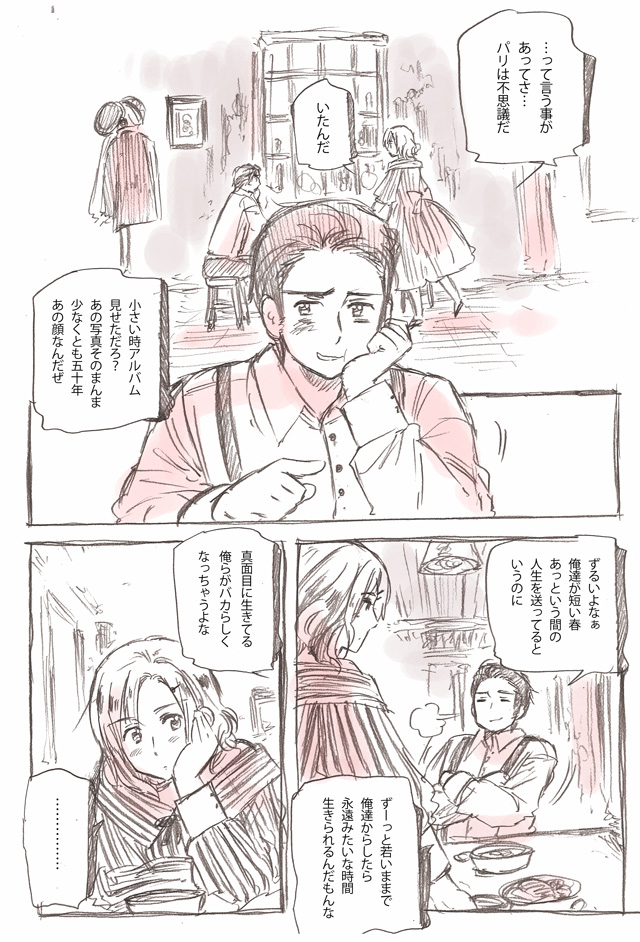 …って言う事が
あってさ…
パリは不思議だ
いたんだ
小さい時アルバム
見せただろ？
あの写真そのまんま
少なくとも五十年
あの顔なんだぜ
ずるいよなぁ
俺達が短い春
あっという間の
人生を送ってると
いうのに
ずーっと若いままで
俺達からしたら
永遠みたいな時間
生きられるんだもんな
真面目に生きてる
俺らがバカらしく
なっちゃうよな
……………